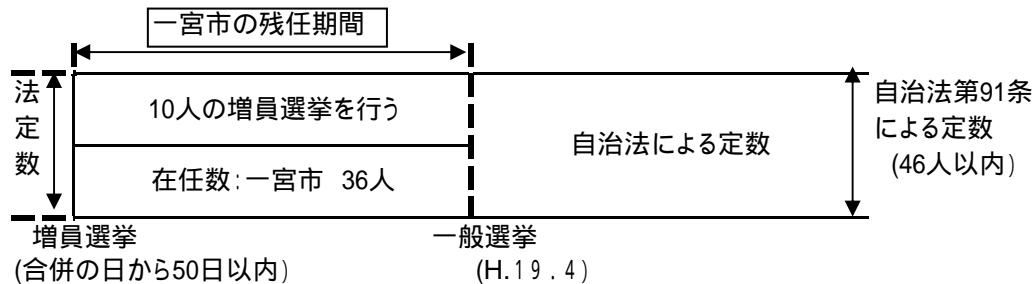 一宮市の残任期間
法定数
10人の増員選挙を行う
在任数:一宮市 36人
自治法による定数
自治法第91条
による定数
(46人以内)
増員選挙
(合併の日から50日以内)
一般選挙
(H.19.4)